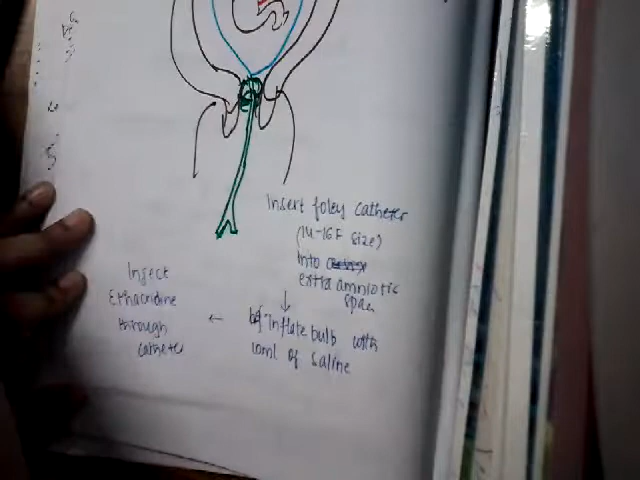 Insert foley catheter
(14-16F size)
Into
extra amniotic
space
↓
Inflate bulb with
10ml of saline
←
Insect
Ethacridine
through
catheter